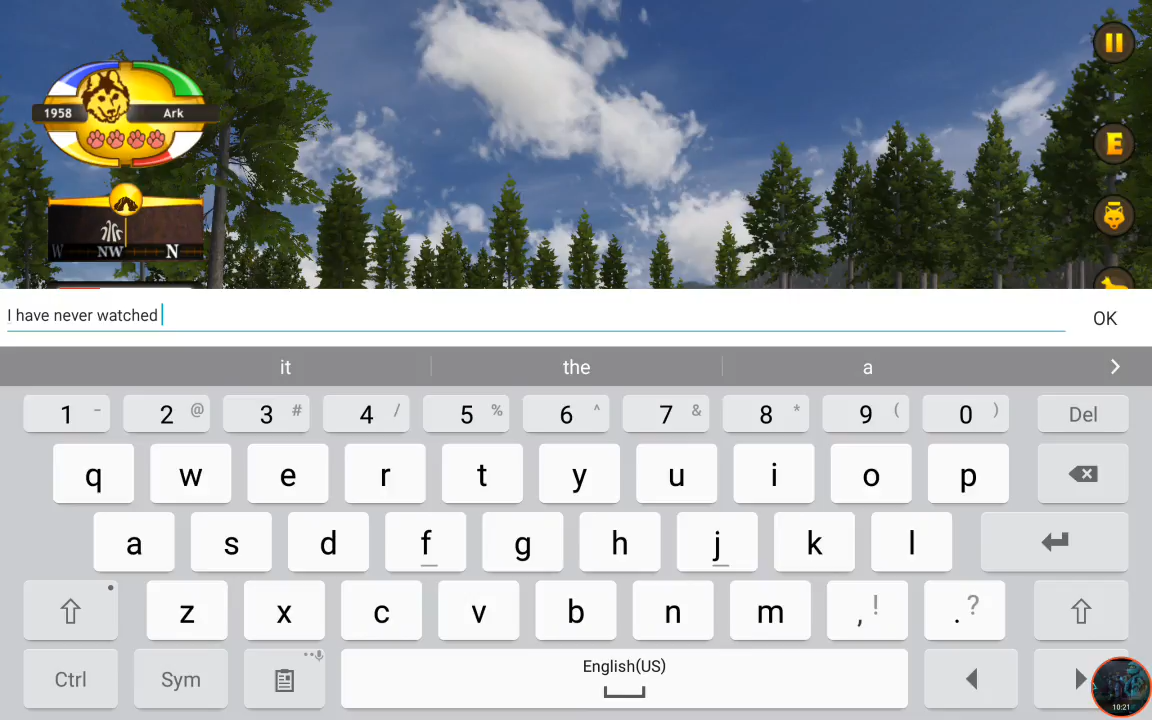 1958 Ark
W NW N
E
I have never watched
OK
it the a
1 - 2 @ 3 # 4 / 5 % 6 ^ 7 & 8 * 9 ( 0 ) Del
q w e r t y u i o p
a s d f g h j k l
z x c v b n m , ! . ?
Ctrl Sym English(US)
10:21